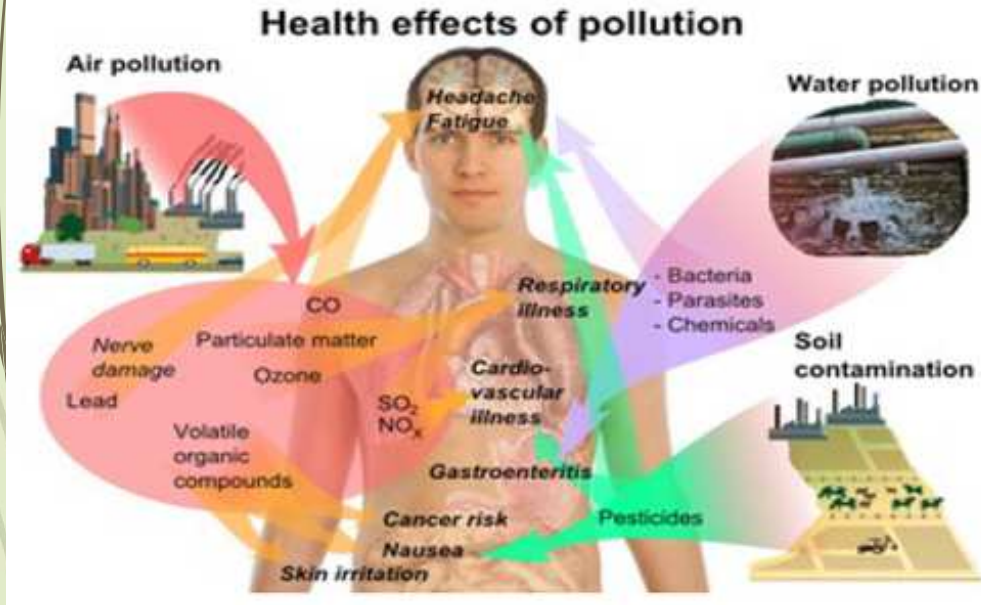 Health effects of pollution
Air pollution
Water pollution
Headache
Fatigue
- Bacteria
- Parasites
- Chemicals
Respiratory
illness
CO
Particulate matter
Nerve
damage
Ozone
Lead
SO₂
NOₓ
Cardio-
vascular
illness
Soil
contamination
Volatile
organic
compounds
Gastroenteritis
Cancer risk
Pesticides
Nausea
Skin irritation